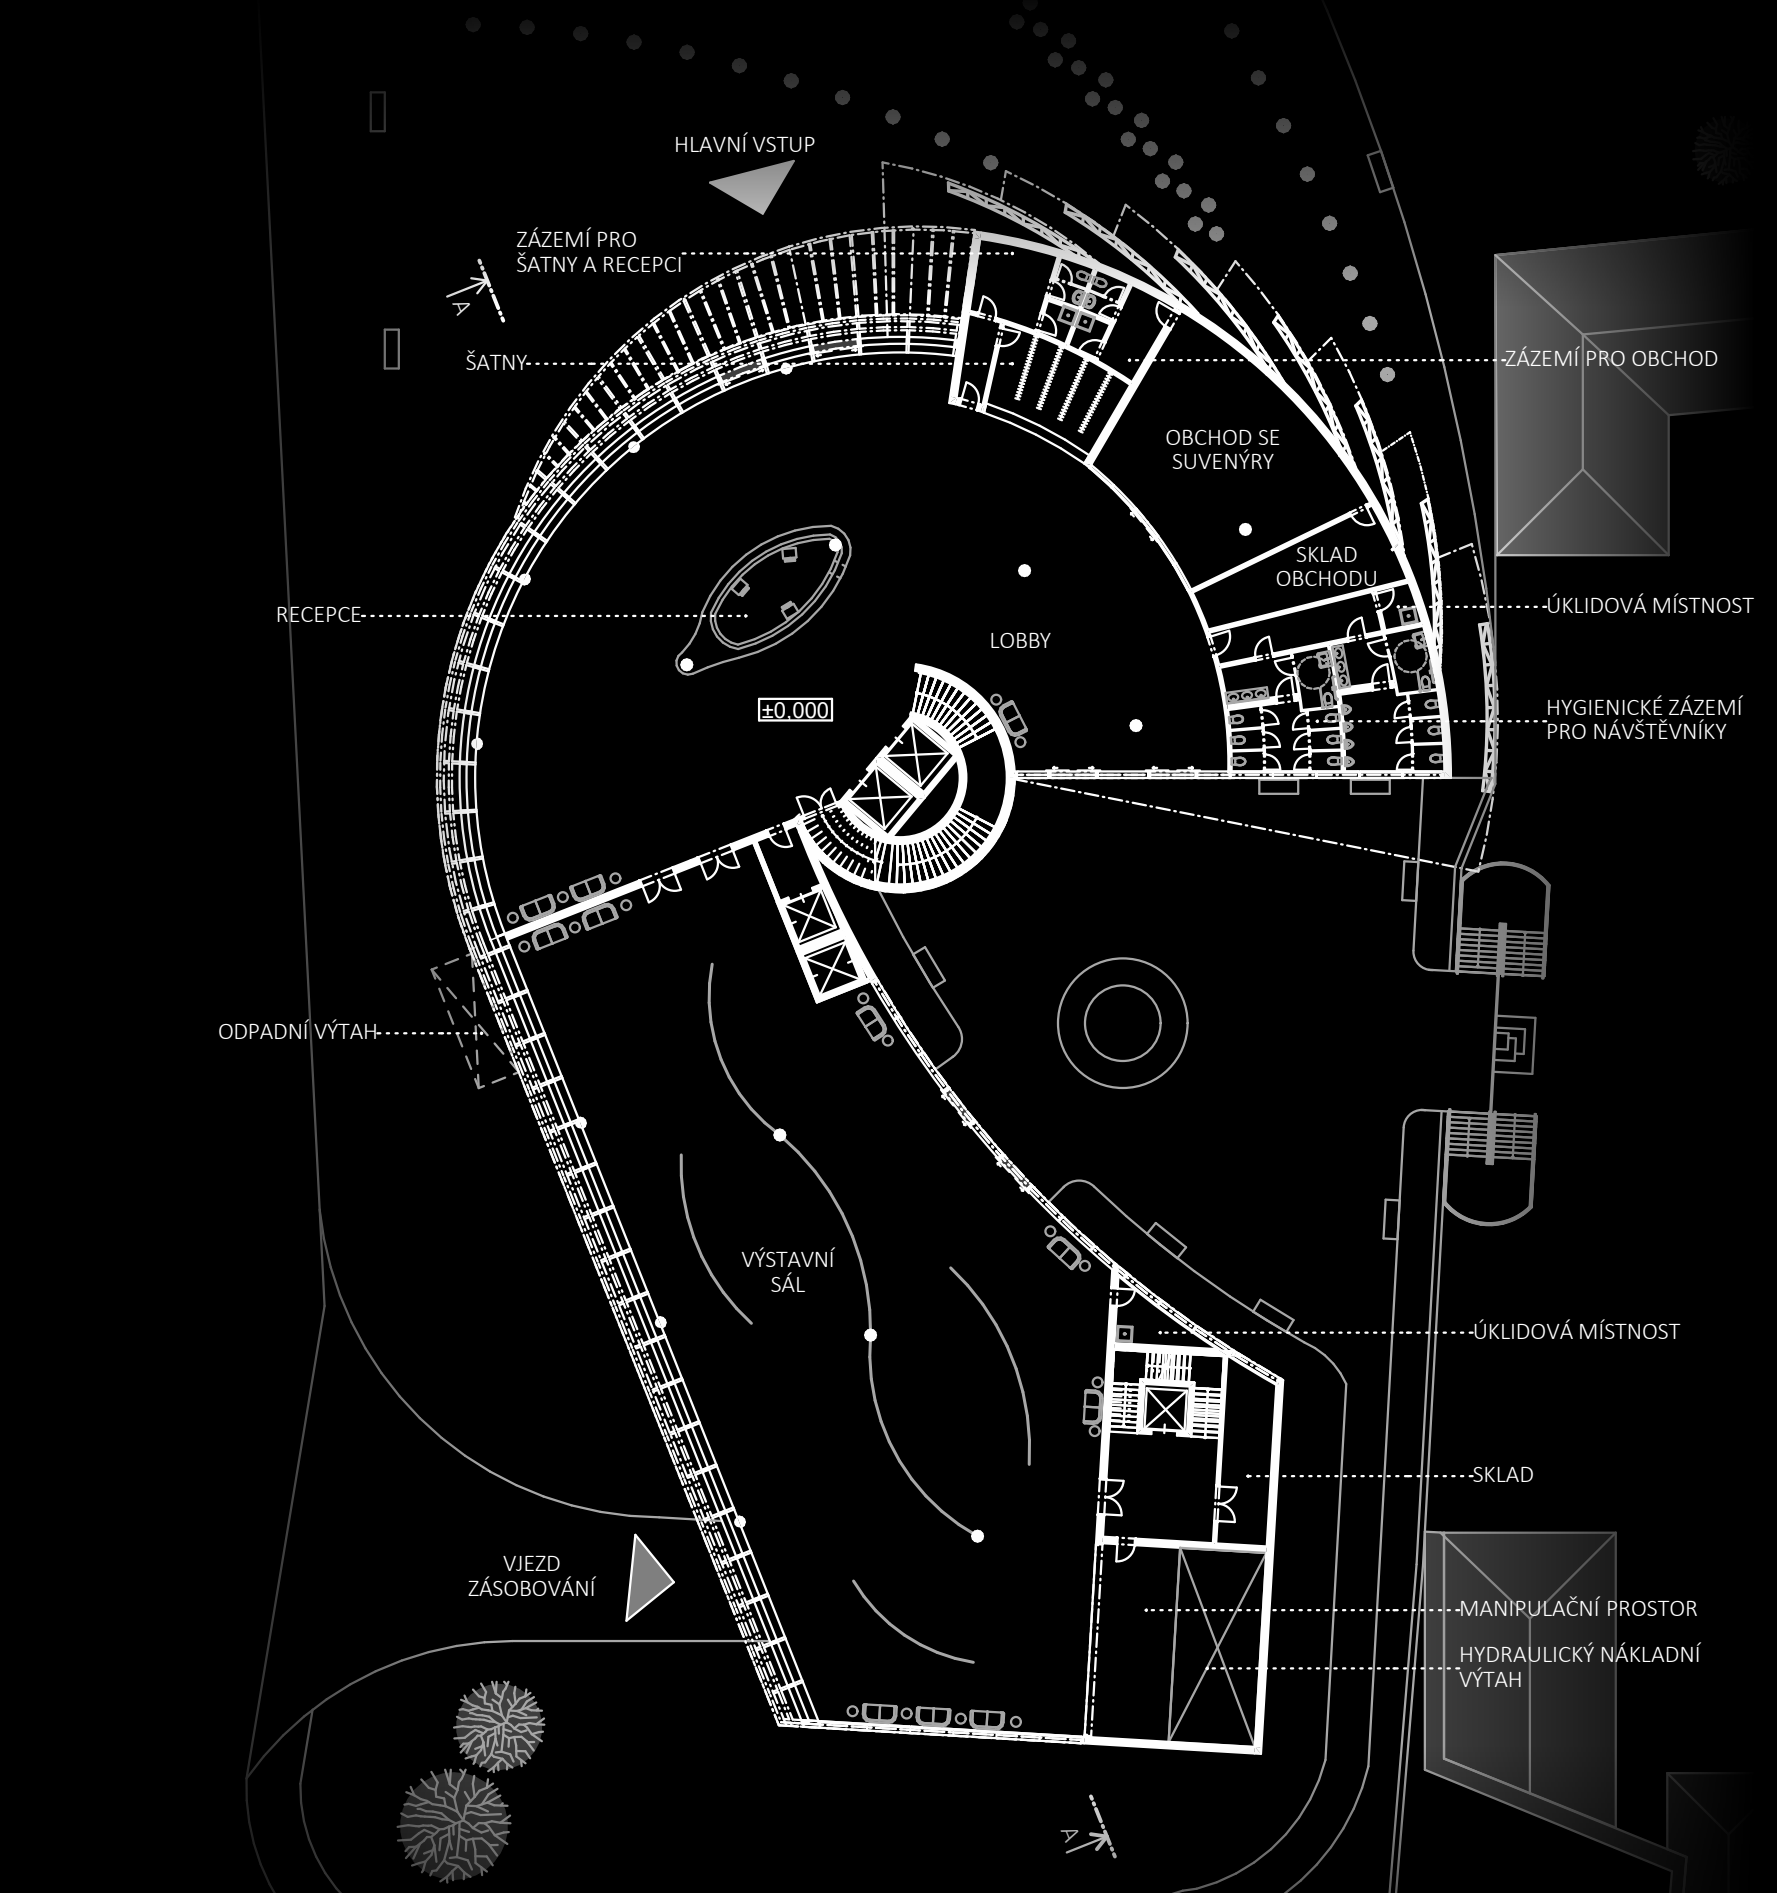 HLAVNÍ VSTUP
ZÁZEMÍ PRO
ŠATNY A RECEPCI
A
ŠATNY
ZÁZEMÍ PRO OBCHOD
OBCHOD SE
SUVENÝRY
SKLAD
OBCHODU
ÚKLIDOVÁ MÍSTNOST
RECEPCE
LOBBY
±0,000
HYGIENICKÉ ZÁZEMÍ
PRO NÁVŠTĚVNÍKY
ODPADNÍ VÝTAH
VÝSTAVNÍ
SÁL
ÚKLIDOVÁ MÍSTNOST
SKLAD
VJEZD
ZÁSOBOVÁNÍ
MANIPULAČNÍ PROSTOR
HYDRAULICKÝ NÁKLADNÍ
VÝTAH
A